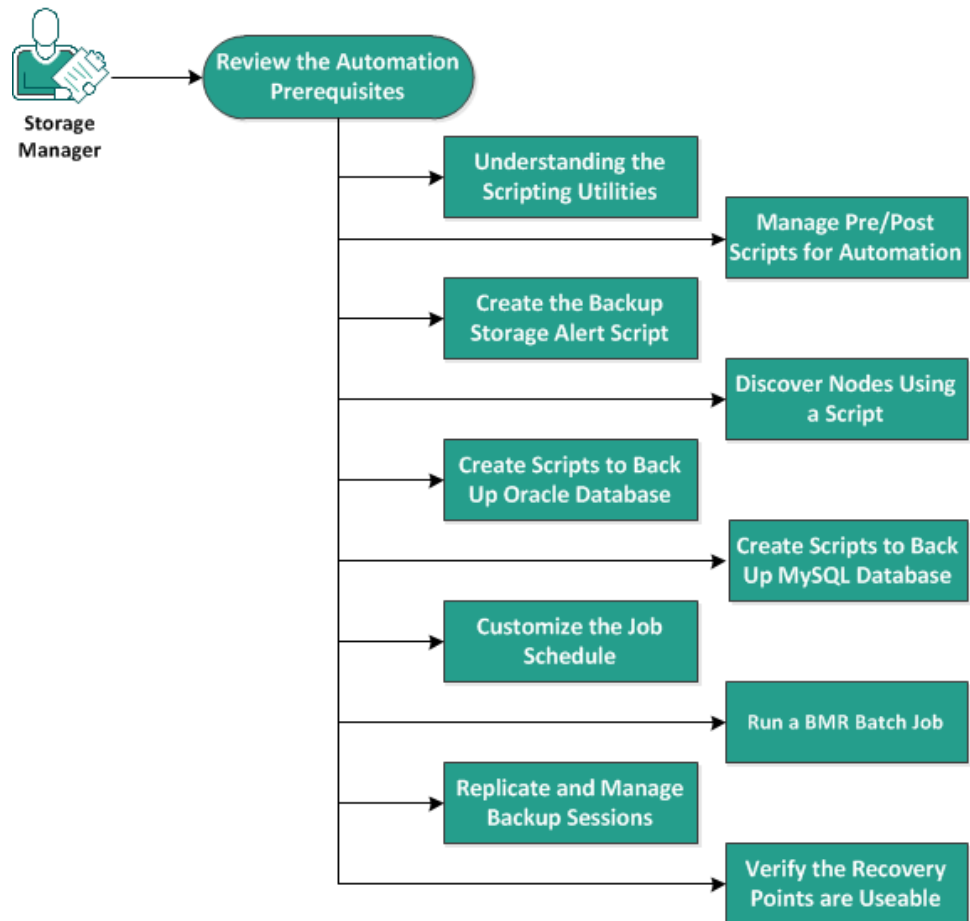 Storage
Manager
Review the Automation
Prerequisites
Understanding the
Scripting Utilities
Manage Pre/Post
Scripts for Automation
Create the Backup
Storage Alert Script
Discover Nodes Using
a Script
Create Scripts to Back
Up Oracle Database
Create Scripts to Back
Up MySQL Database
Customize the Job
Schedule
Run a BMR Batch Job
Replicate and Manage
Backup Sessions
Verify the Recovery
Points are Useable